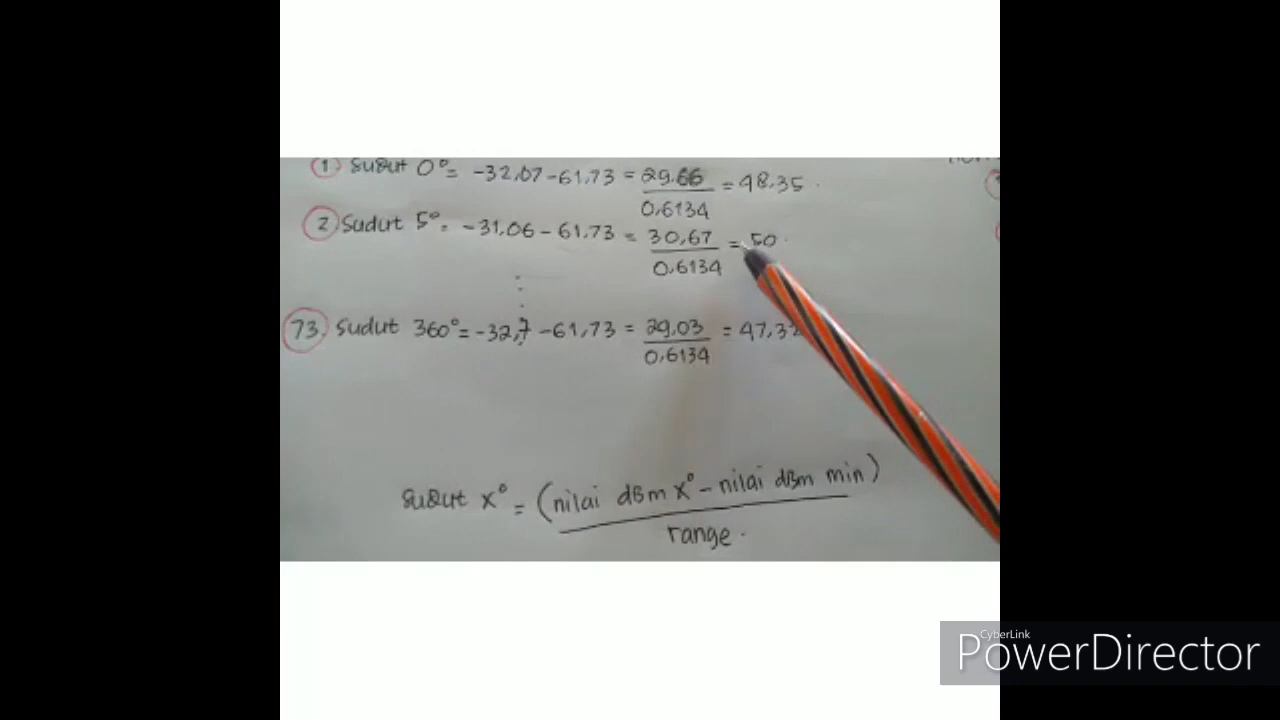 1 Sudut 0° = -32,07-61,73 = 29.66 = 48.35.
0,6134
2 Sudut 5° = -31,06-61,73 = 30,67 = 50.
0,6134
73. Sudut 360° = -32,7-61,73 = 29,03 = 47,32
0,6134
Sudut x° = (nilai dBm x° - nilai dBm min)
range.
CyberLink
PowerDirector